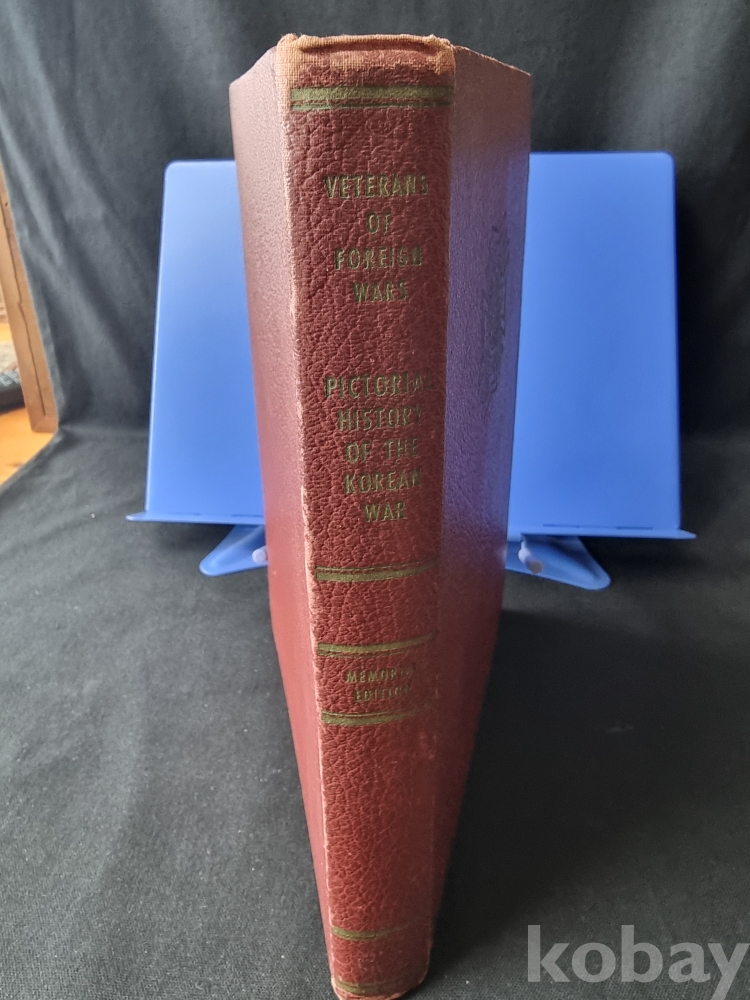 VETERANS
OF
FOREIGN
WARS
PICTORIAL
HISTORY
OF THE
KOREAN
WAR
MEMORIAL
EDITION
kobay